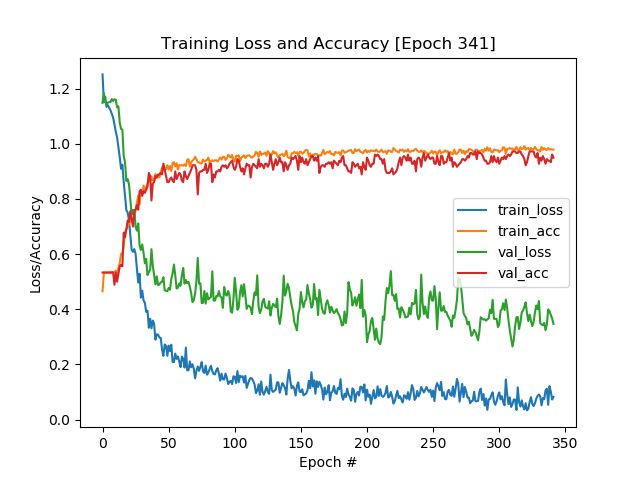 Training Loss and Accuracy [Epoch 341]
Loss/Accuracy
1.2
1.0
0.8
0.6
0.4
0.2
0.0
train_loss
train_acc
val_loss
val_acc
0 50 100 150 200 250 300 350
Epoch #